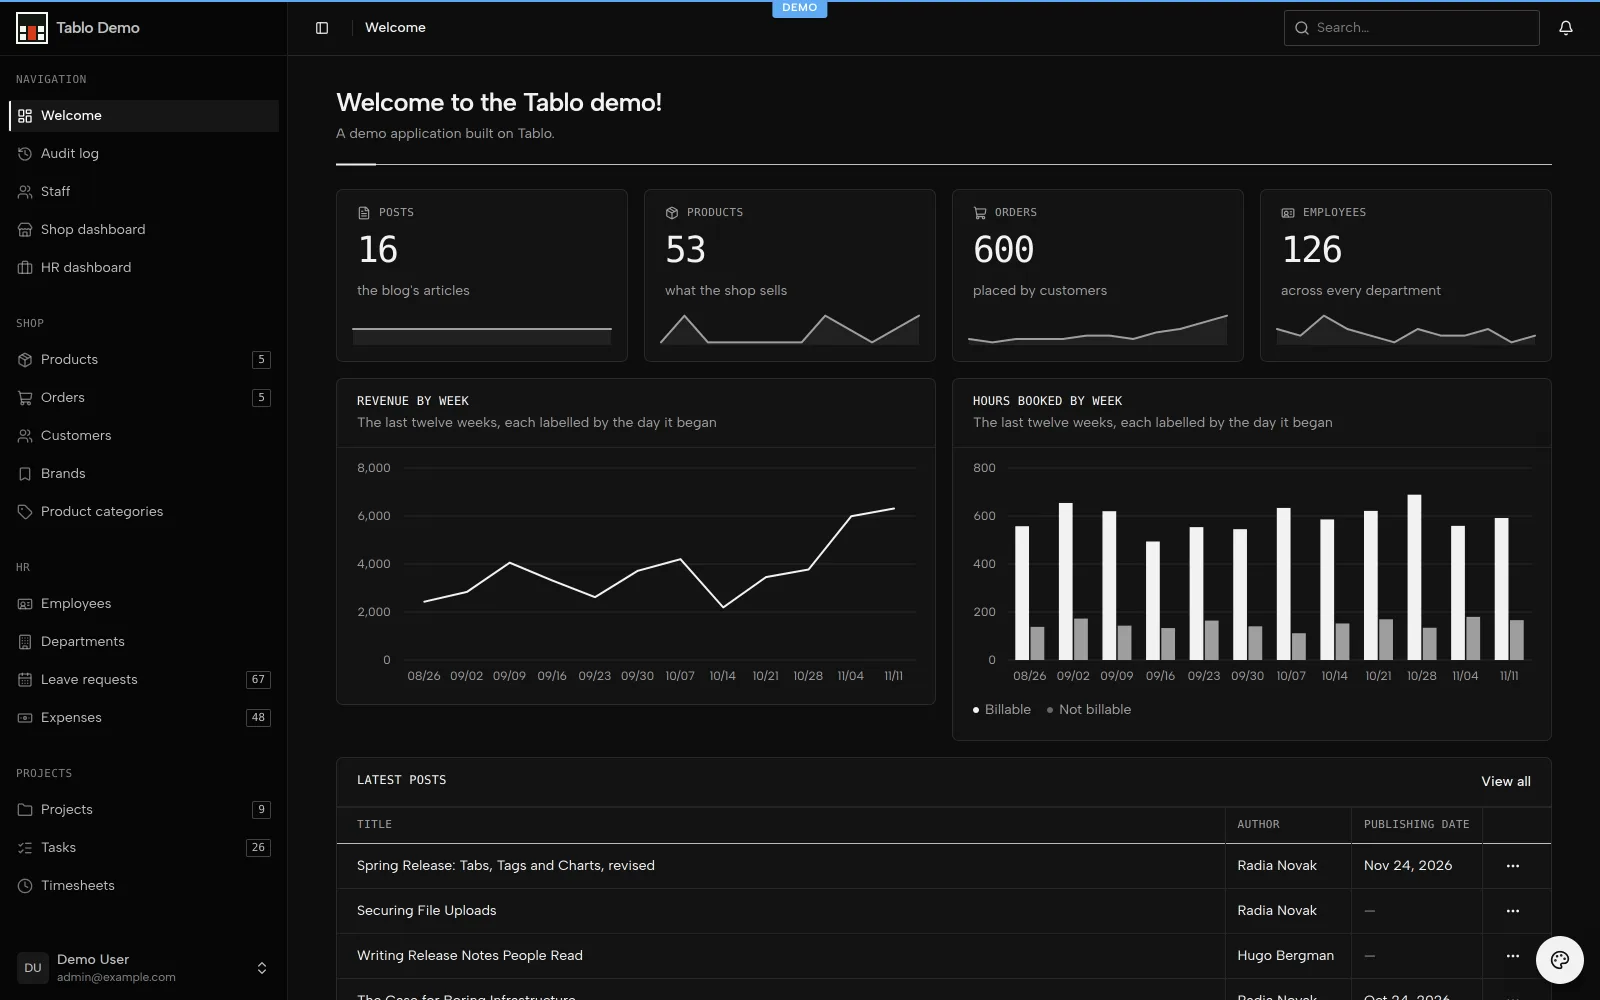 DEMO
Tablo Demo
Welcome
Search...
NAVIGATION
Welcome
Audit log
Staff
Shop dashboard
HR dashboard
SHOP
Products 5
Orders 5
Customers
Brands
Product categories
HR
Employees
Departments
Leave requests 67
Expenses 48
PROJECTS
Projects 9
Tasks 26
Timesheets
DU
Demo User
admin@example.com
Welcome to the Tablo demo!
A demo application built on Tablo.
POSTS
16
the blog's articles
PRODUCTS
53
what the shop sells
ORDERS
600
placed by customers
EMPLOYEES
126
across every department
REVENUE BY WEEK
The last twelve weeks, each labelled by the day it began
8,000
6,000
4,000
2,000
0
08/26 09/02 09/09 09/16 09/23 09/30 10/07 10/14 10/21 10/28 11/04 11/11
HOURS BOOKED BY WEEK
The last twelve weeks, each labelled by the day it began
800
600
400
200
0
08/26 09/02 09/09 09/16 09/23 09/30 10/07 10/14 10/21 10/28 11/04 11/11
Billable Not billable
LATEST POSTS View all
TITLE AUTHOR PUBLISHING DATE
Spring Release: Tabs, Tags and Charts, revised Radia Novak Nov 24, 2026
Securing File Uploads Radia Novak —
Writing Release Notes People Read Hugo Bergman —
The Case for Boring Infrastructure Radia Novak Oct 24, 2026